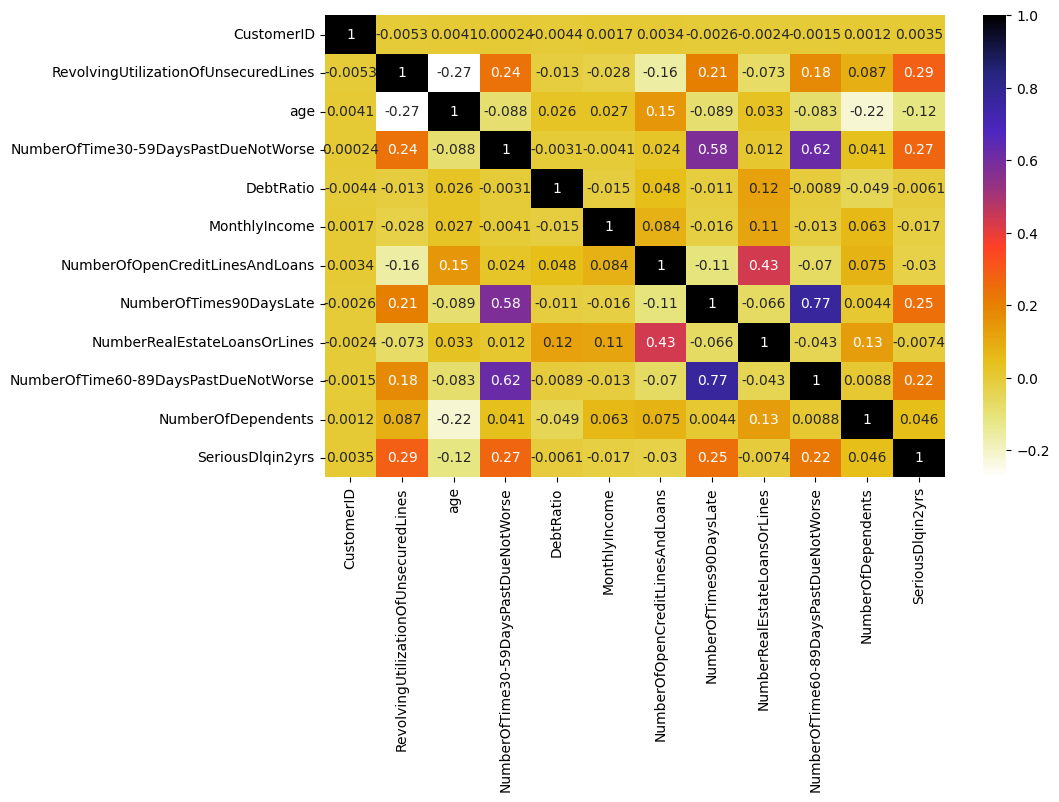 CustomerID 1 -0.0053 0.0041 0.00024 -0.0044 0.0017 0.0034 -0.0026 -0.0024 -0.0015 0.0012 0.0035
RevolvingUtilizationOfUnsecuredLines -0.0053 1 -0.27 0.24 -0.013 -0.028 -0.16 0.21 -0.073 0.18 0.087 0.29
age 0.0041 -0.27 1 -0.088 0.026 0.027 0.15 -0.089 0.033 -0.083 -0.22 -0.12
NumberOfTime30-59DaysPastDueNotWorse 0.00024 0.24 -0.088 1 -0.0031 -0.0041 0.024 0.58 0.012 0.62 0.041 0.27
DebtRatio -0.0044 -0.013 0.026 -0.0031 1 -0.015 0.048 -0.011 0.12 -0.0089 -0.049 -0.0061
MonthlyIncome 0.0017 -0.028 0.027 -0.0041 -0.015 1 0.084 -0.016 0.11 -0.013 0.063 -0.017
NumberOfOpenCreditLinesAndLoans 0.0034 -0.16 0.15 0.024 0.048 0.084 1 -0.11 0.43 -0.07 0.075 -0.03
NumberOfTimes90DaysLate -0.0026 0.21 -0.089 0.58 -0.011 -0.016 -0.11 1 -0.066 0.77 0.0044 0.25
NumberRealEstateLoansOrLines -0.0024 -0.073 0.033 0.012 0.12 0.11 0.43 -0.066 1 -0.043 0.13 -0.0074
NumberOfTime60-89DaysPastDueNotWorse -0.0015 0.18 -0.083 0.62 -0.0089 -0.013 -0.07 0.77 -0.043 1 0.0088 0.22
NumberOfDependents 0.0012 0.087 -0.22 0.041 -0.049 0.063 0.075 0.0044 0.13 0.0088 1 0.046
SeriousDlqin2yrs 0.0035 0.29 -0.12 0.27 -0.0061 -0.017 -0.03 0.25 -0.0074 0.22 0.046 1
CustomerID
RevolvingUtilizationOfUnsecuredLines
age
NumberOfTime30-59DaysPastDueNotWorse
DebtRatio
MonthlyIncome
NumberOfOpenCreditLinesAndLoans
NumberOfTimes90DaysLate
NumberRealEstateLoansOrLines
NumberOfTime60-89DaysPastDueNotWorse
NumberOfDependents
SeriousDlqin2yrs
1.0
0.8
0.6
0.4
0.2
0.0
−0.2